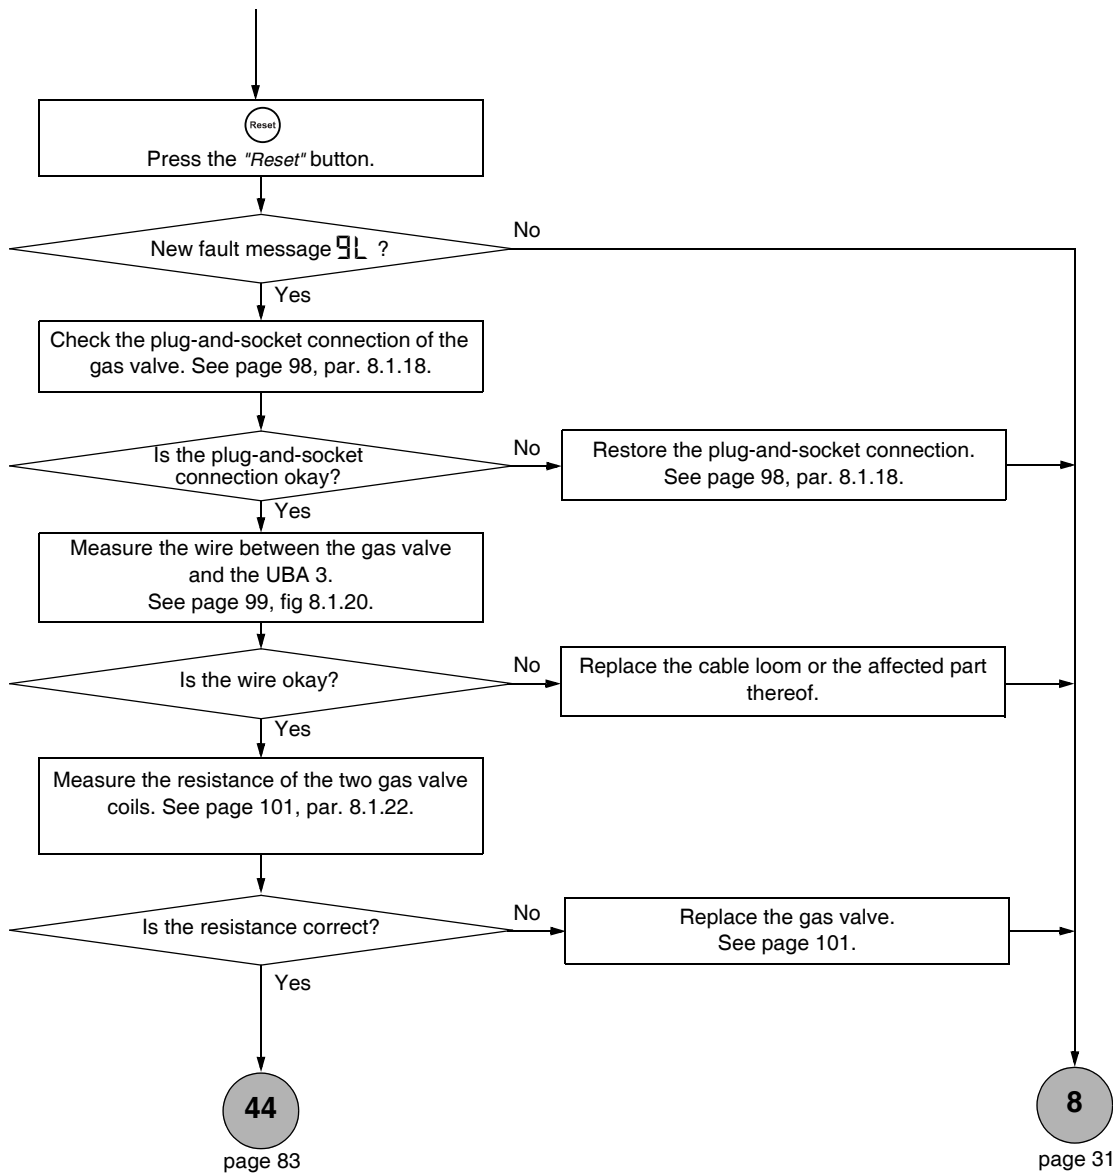 Reset
Press the "Reset" button.
New fault message 9L ?
No
Yes
Check the plug-and-socket connection of the
gas valve. See page 98, par. 8.1.18.
Is the plug-and-socket
connection okay?
No
Restore the plug-and-socket connection.
See page 98, par. 8.1.18.
Yes
Measure the wire between the gas valve
and the UBA 3.
See page 99, fig 8.1.20.
Is the wire okay?
No
Replace the cable loom or the affected part
thereof.
Yes
Measure the resistance of the two gas valve
coils. See page 101, par. 8.1.22.
Is the resistance correct?
No
Replace the gas valve.
See page 101.
Yes
44
page 83
8
page 31